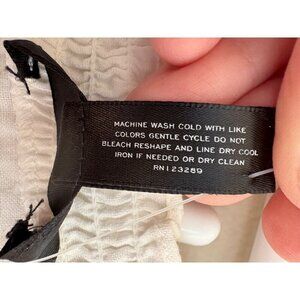 MACHINE WASH COLD WITH LIKE
COLORS GENTLE CYCLE DO NOT
BLEACH RESHAPE AND LINE DRY COOL
IRON IF NEEDED OR DRY CLEAN
RN123289